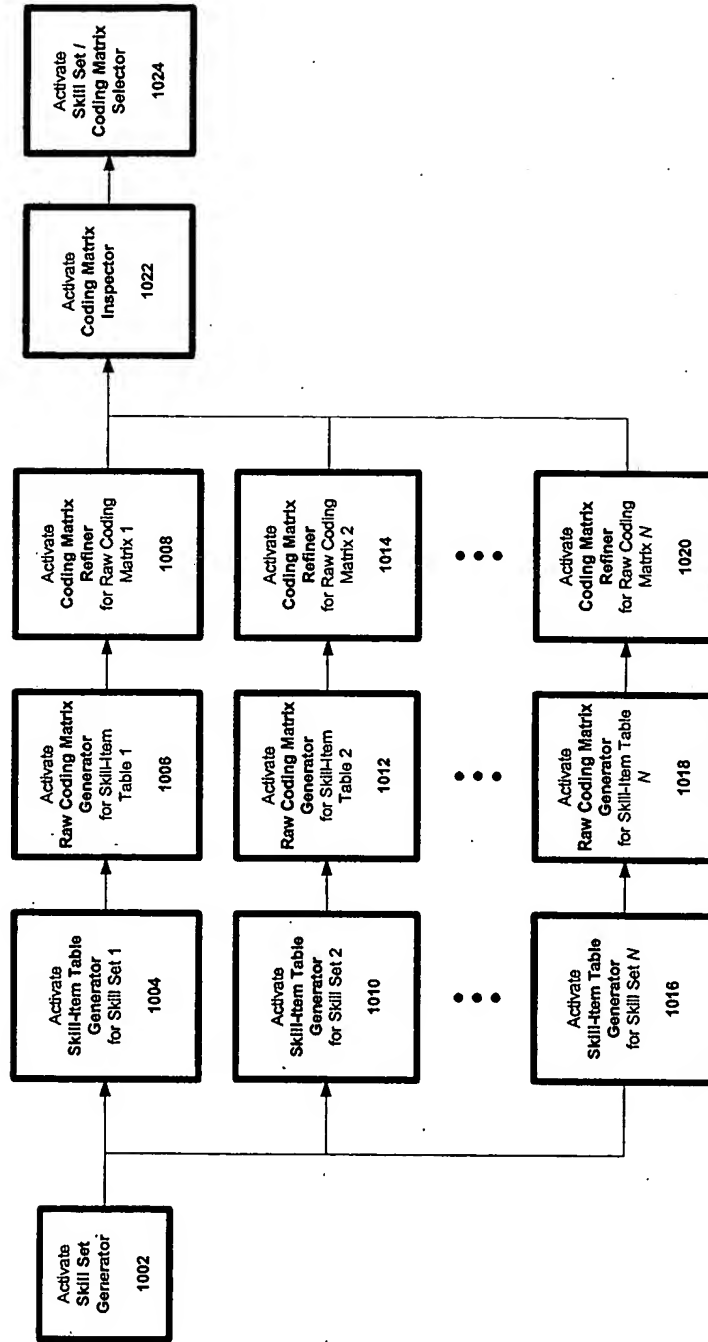 Activate
Skill Set
Generator
1002
Activate
Skill-Item Table
Generator
for Skill Set 1
1004
Activate
Raw Coding Matrix
Generator
for Skill-Item
Table 1
1006
Activate
Coding Matrix
Refiner
for Raw Coding
Matrix 1
1008
Activate
Skill-Item Table
Generator
for Skill Set 2
1010
Activate
Raw Coding Matrix
Generator
for Skill-Item
Table 2
1012
Activate
Coding Matrix
Refiner
for Raw Coding
Matrix 2
1014
Activate
Skill-Item Table
Generator
for Skill Set N
1016
Activate
Raw Coding Matrix
Generator
for Skill-Item Table
N
1018
Activate
Coding Matrix
Refiner
for Raw Coding
Matrix N
1020
Activate
Coding Matrix
Inspector
1022
Activate
Skill Set /
Coding Matrix
Selector
1024